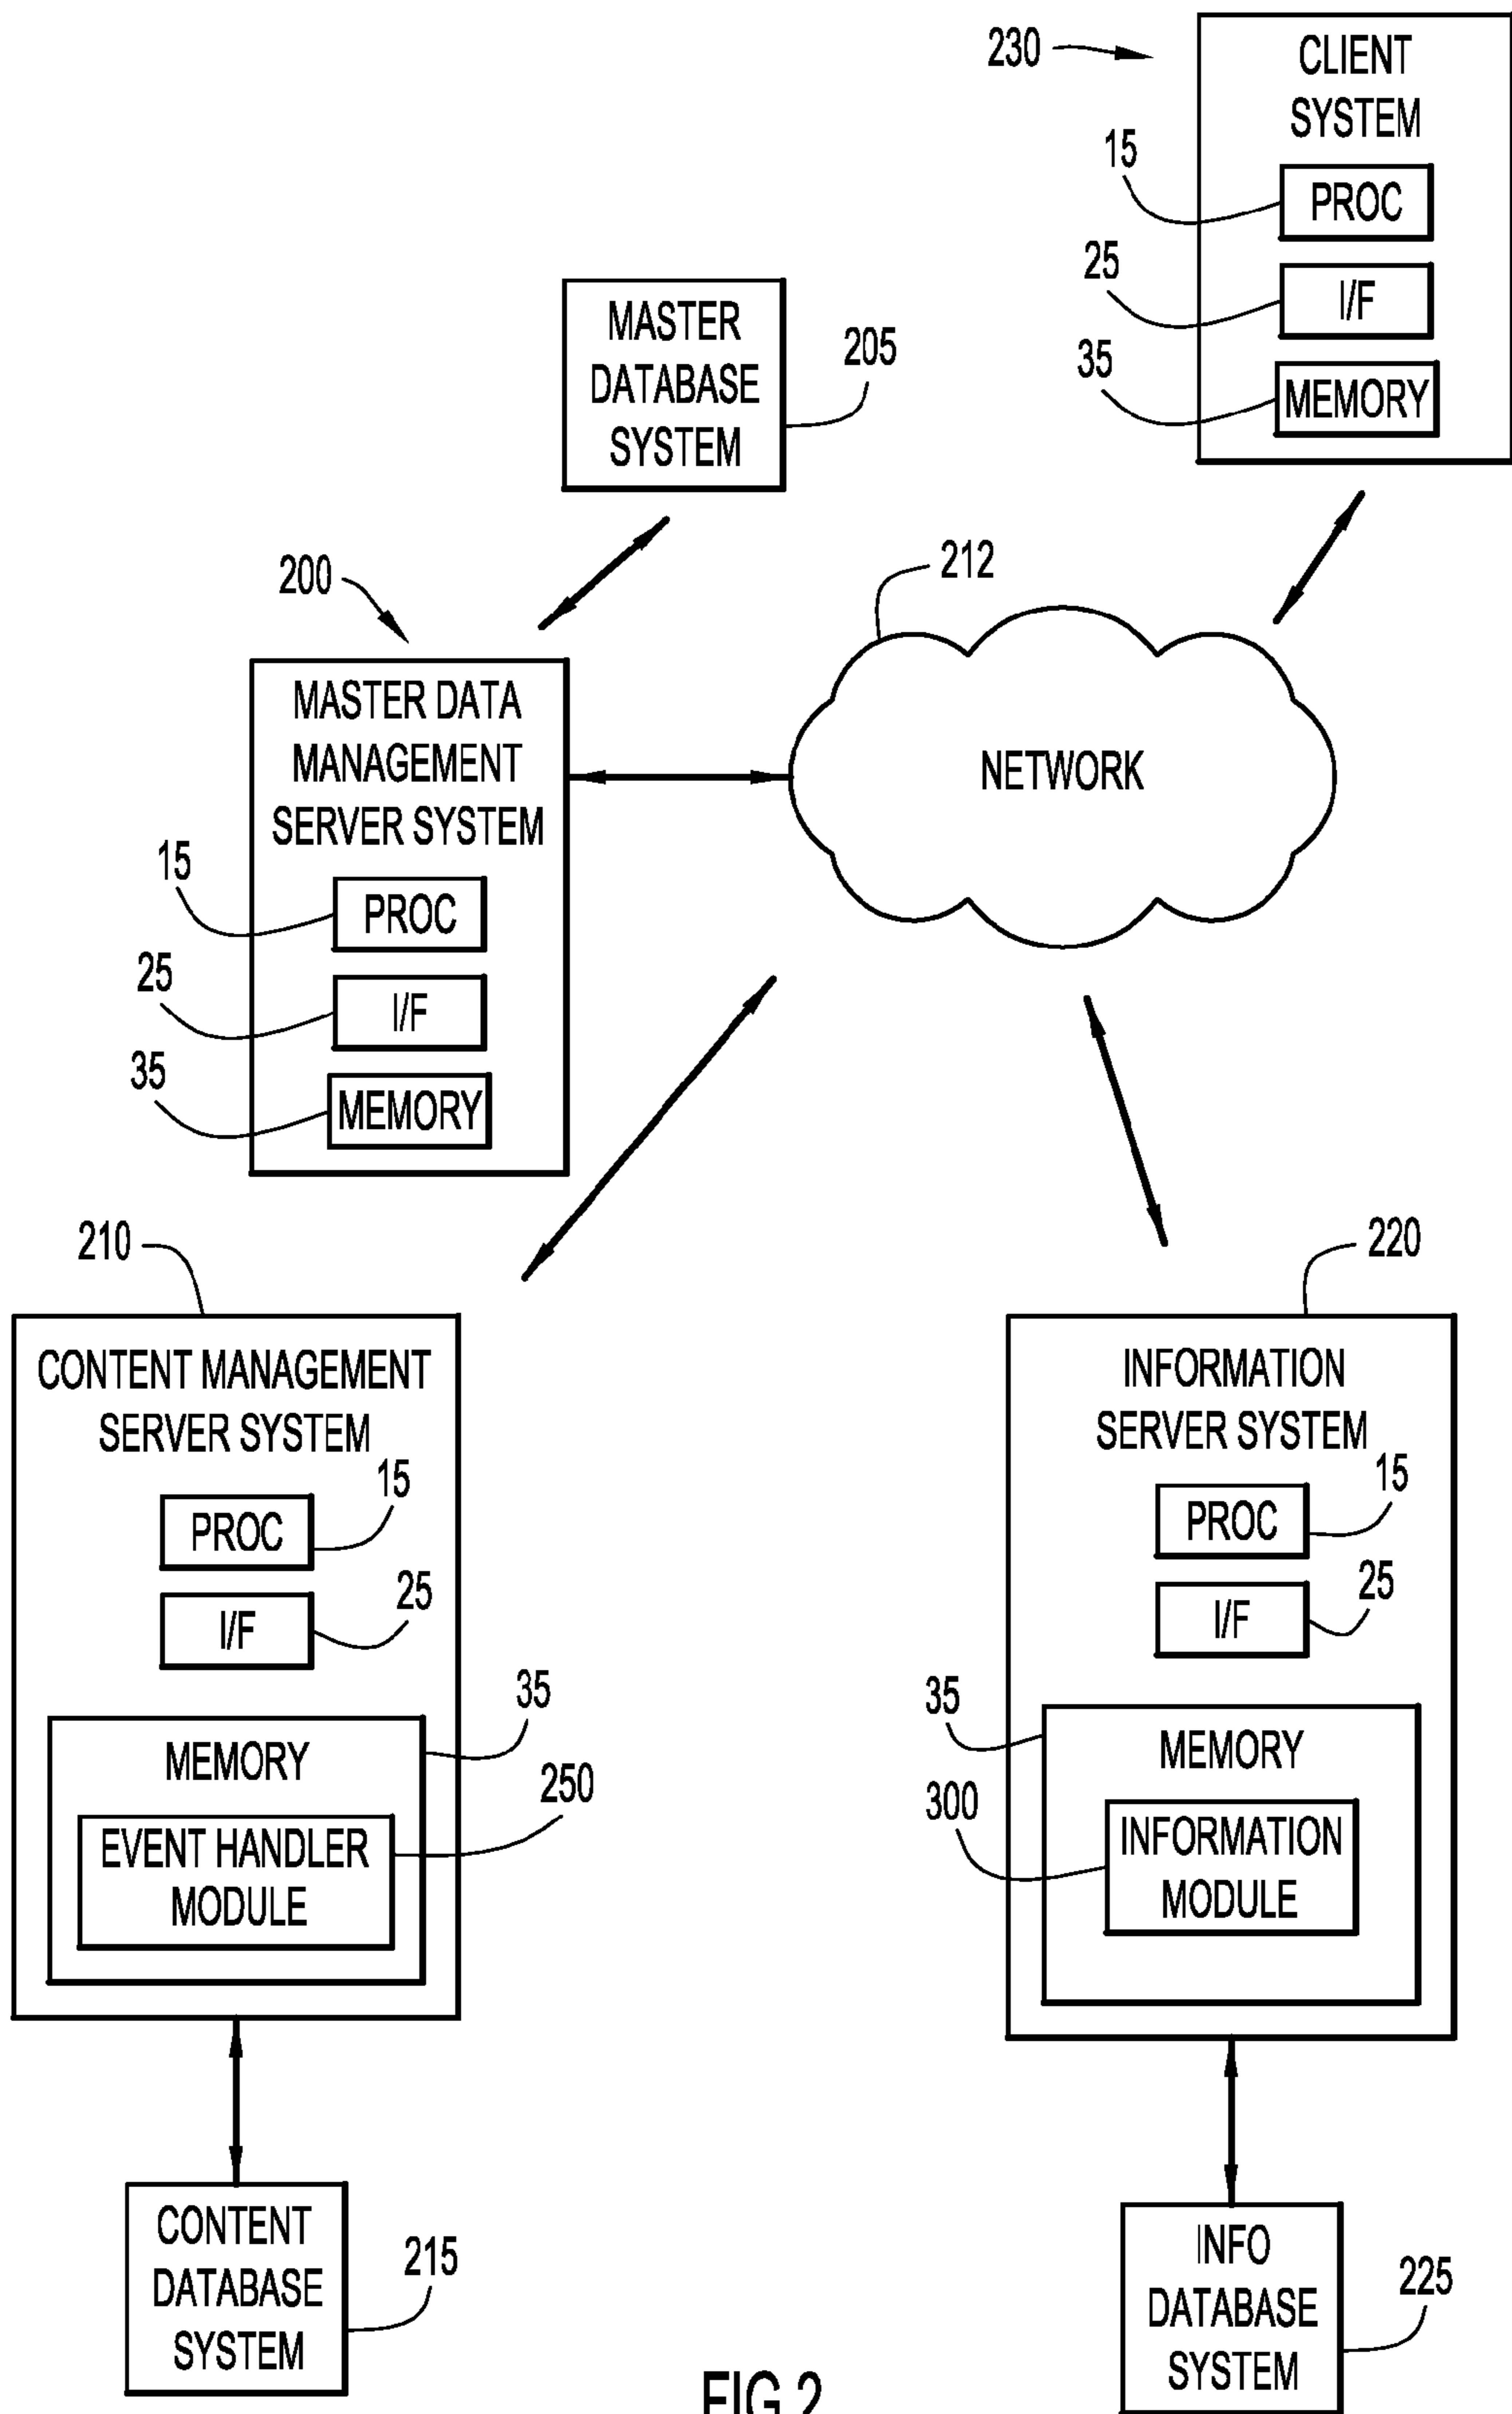 230
CLIENT
SYSTEM
15
PROC
25
I/F
35
MEMORY
MASTER
DATABASE
SYSTEM
205
200
212
MASTER DATA
MANAGEMENT
SERVER SYSTEM
NETWORK
15
PROC
25
I/F
35
MEMORY
210
CONTENT MANAGEMENT
SERVER SYSTEM
15
PROC
25
I/F
35
MEMORY
250
EVENT HANDLER
MODULE
220
INFORMATION
SERVER SYSTEM
15
PROC
25
I/F
35
MEMORY
300
INFORMATION
MODULE
CONTENT
DATABASE
SYSTEM
215
INFO
DATABASE
SYSTEM
225
FIG.2